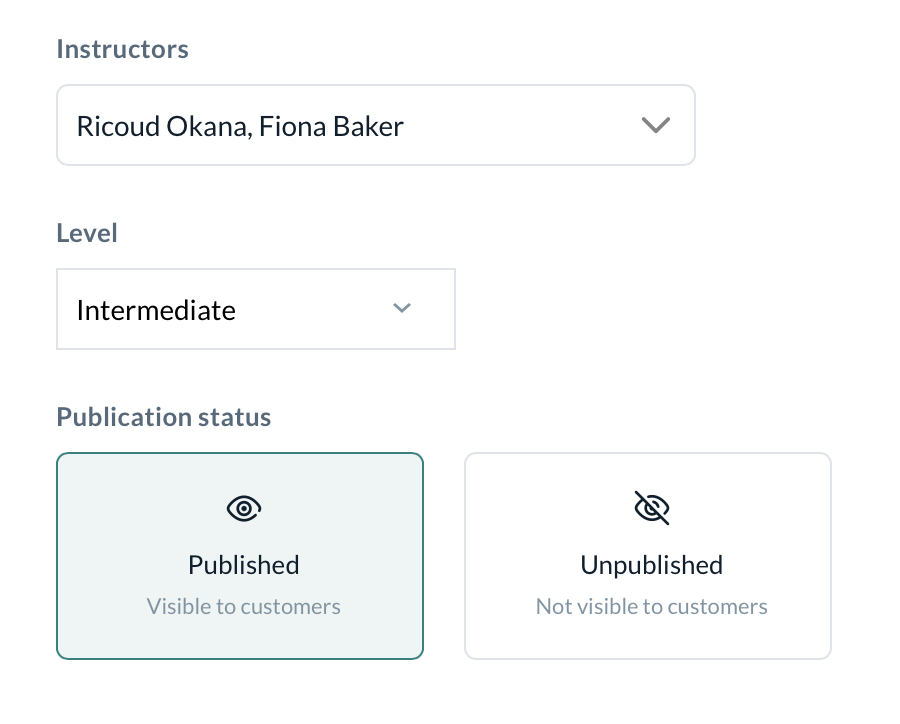 Instructors
Ricoud Okana, Fiona Baker
Level
Intermediate
Publication status
Published
Visible to customers
Unpublished
Not visible to customers